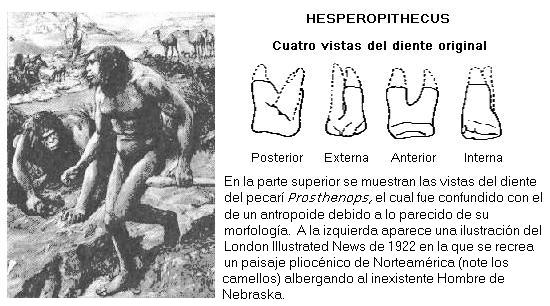 HESPEROPITHECUS
Cuatro vistas del diente original
Posterior Externa Anterior Interna
En la parte superior se muestran las vistas del diente
del pecarí Prosthenops, el cual fue confundido con el
de un antropoide debido a lo parecido de su
morfología. A la izquierda aparece una ilustración del
London Illustrated News de 1922 en la que se recrea
un paisaje pliocénico de Norteamérica (note los
camellos) albergando al inexistente Hombre de
Nebraska.